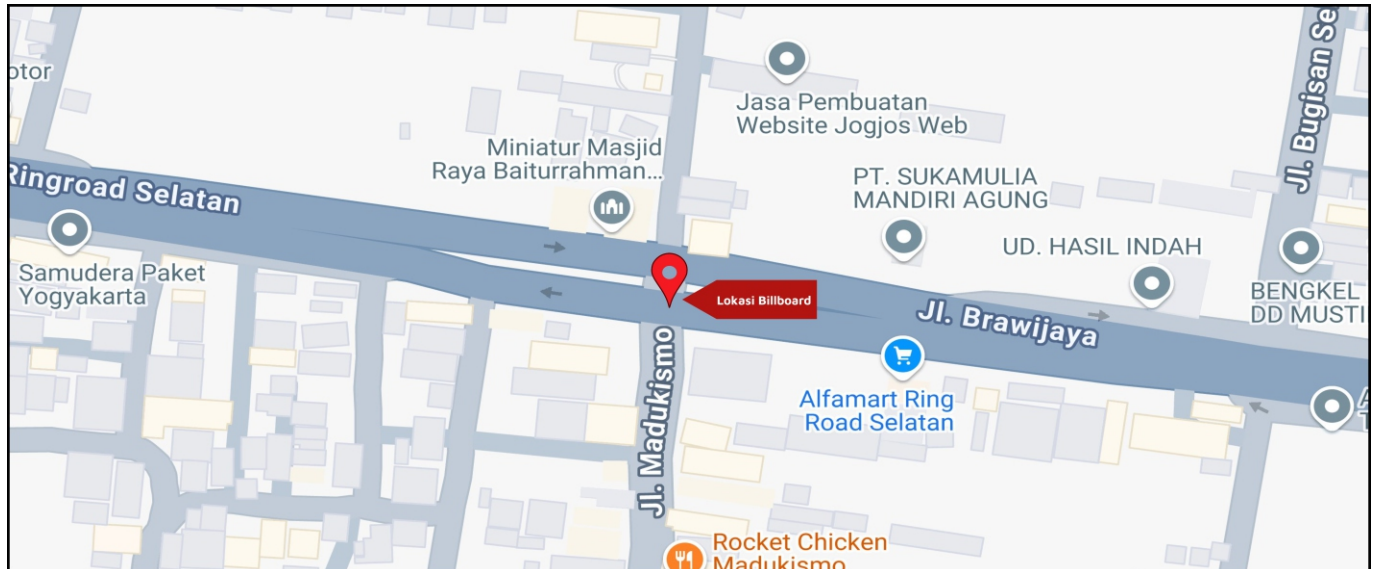 otor
Jl. Bugisan Se
Jasa Pembuatan
Website Jogjos Web
Miniatur Masjid
Raya Baiturrahman...
PT. SUKAMULIA
MANDIRI AGUNG
Ringroad Selatan
UD. HASIL INDAH
Samudera Paket
Yogyakarta
BENGKEL
DD MUSTI
Lokasi Billboard
Jl. Brawijaya
Jl. Madukismo
Alfamart Ring
Road Selatan
Rocket Chicken
Madukismo